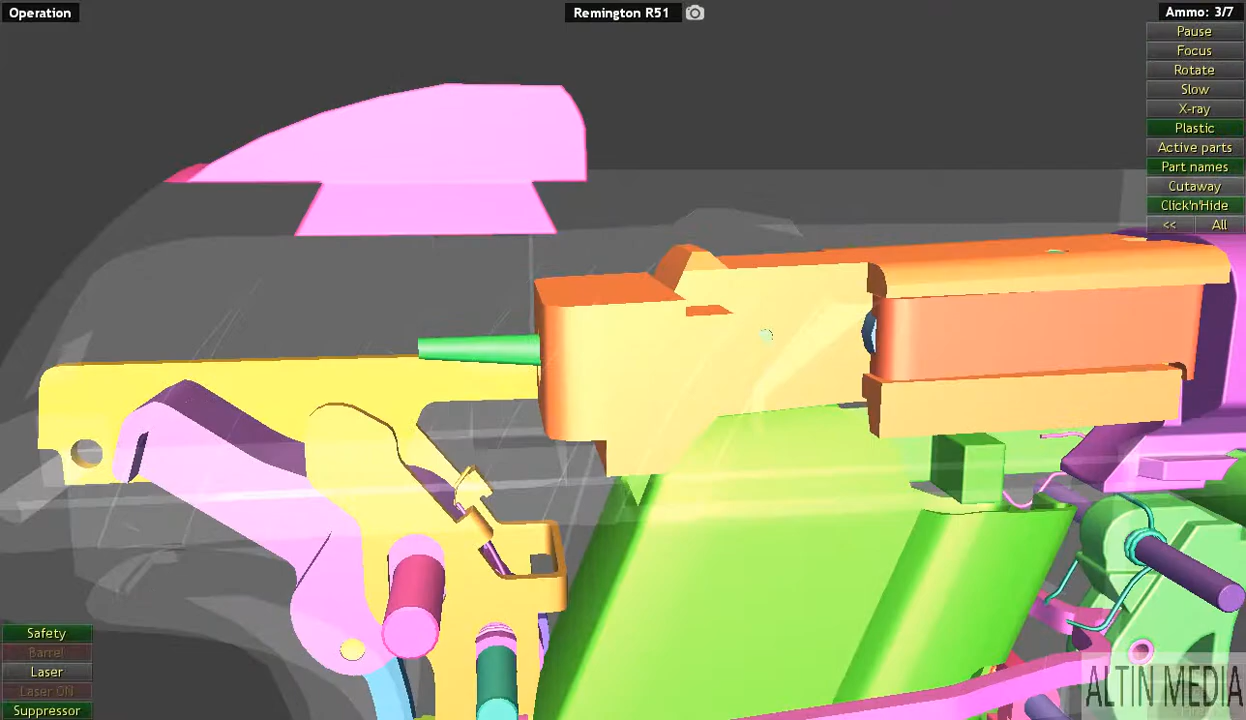 Operation
Remington R51
Ammo: 3/7
Pause
Focus
Rotate
Slow
X-ray
Plastic
Active parts
Part names
Cutaway
Click'n'Hide
<< All
Safety
Barrel
Laser
Laser ON
Suppressor
ALTIN MEDIA